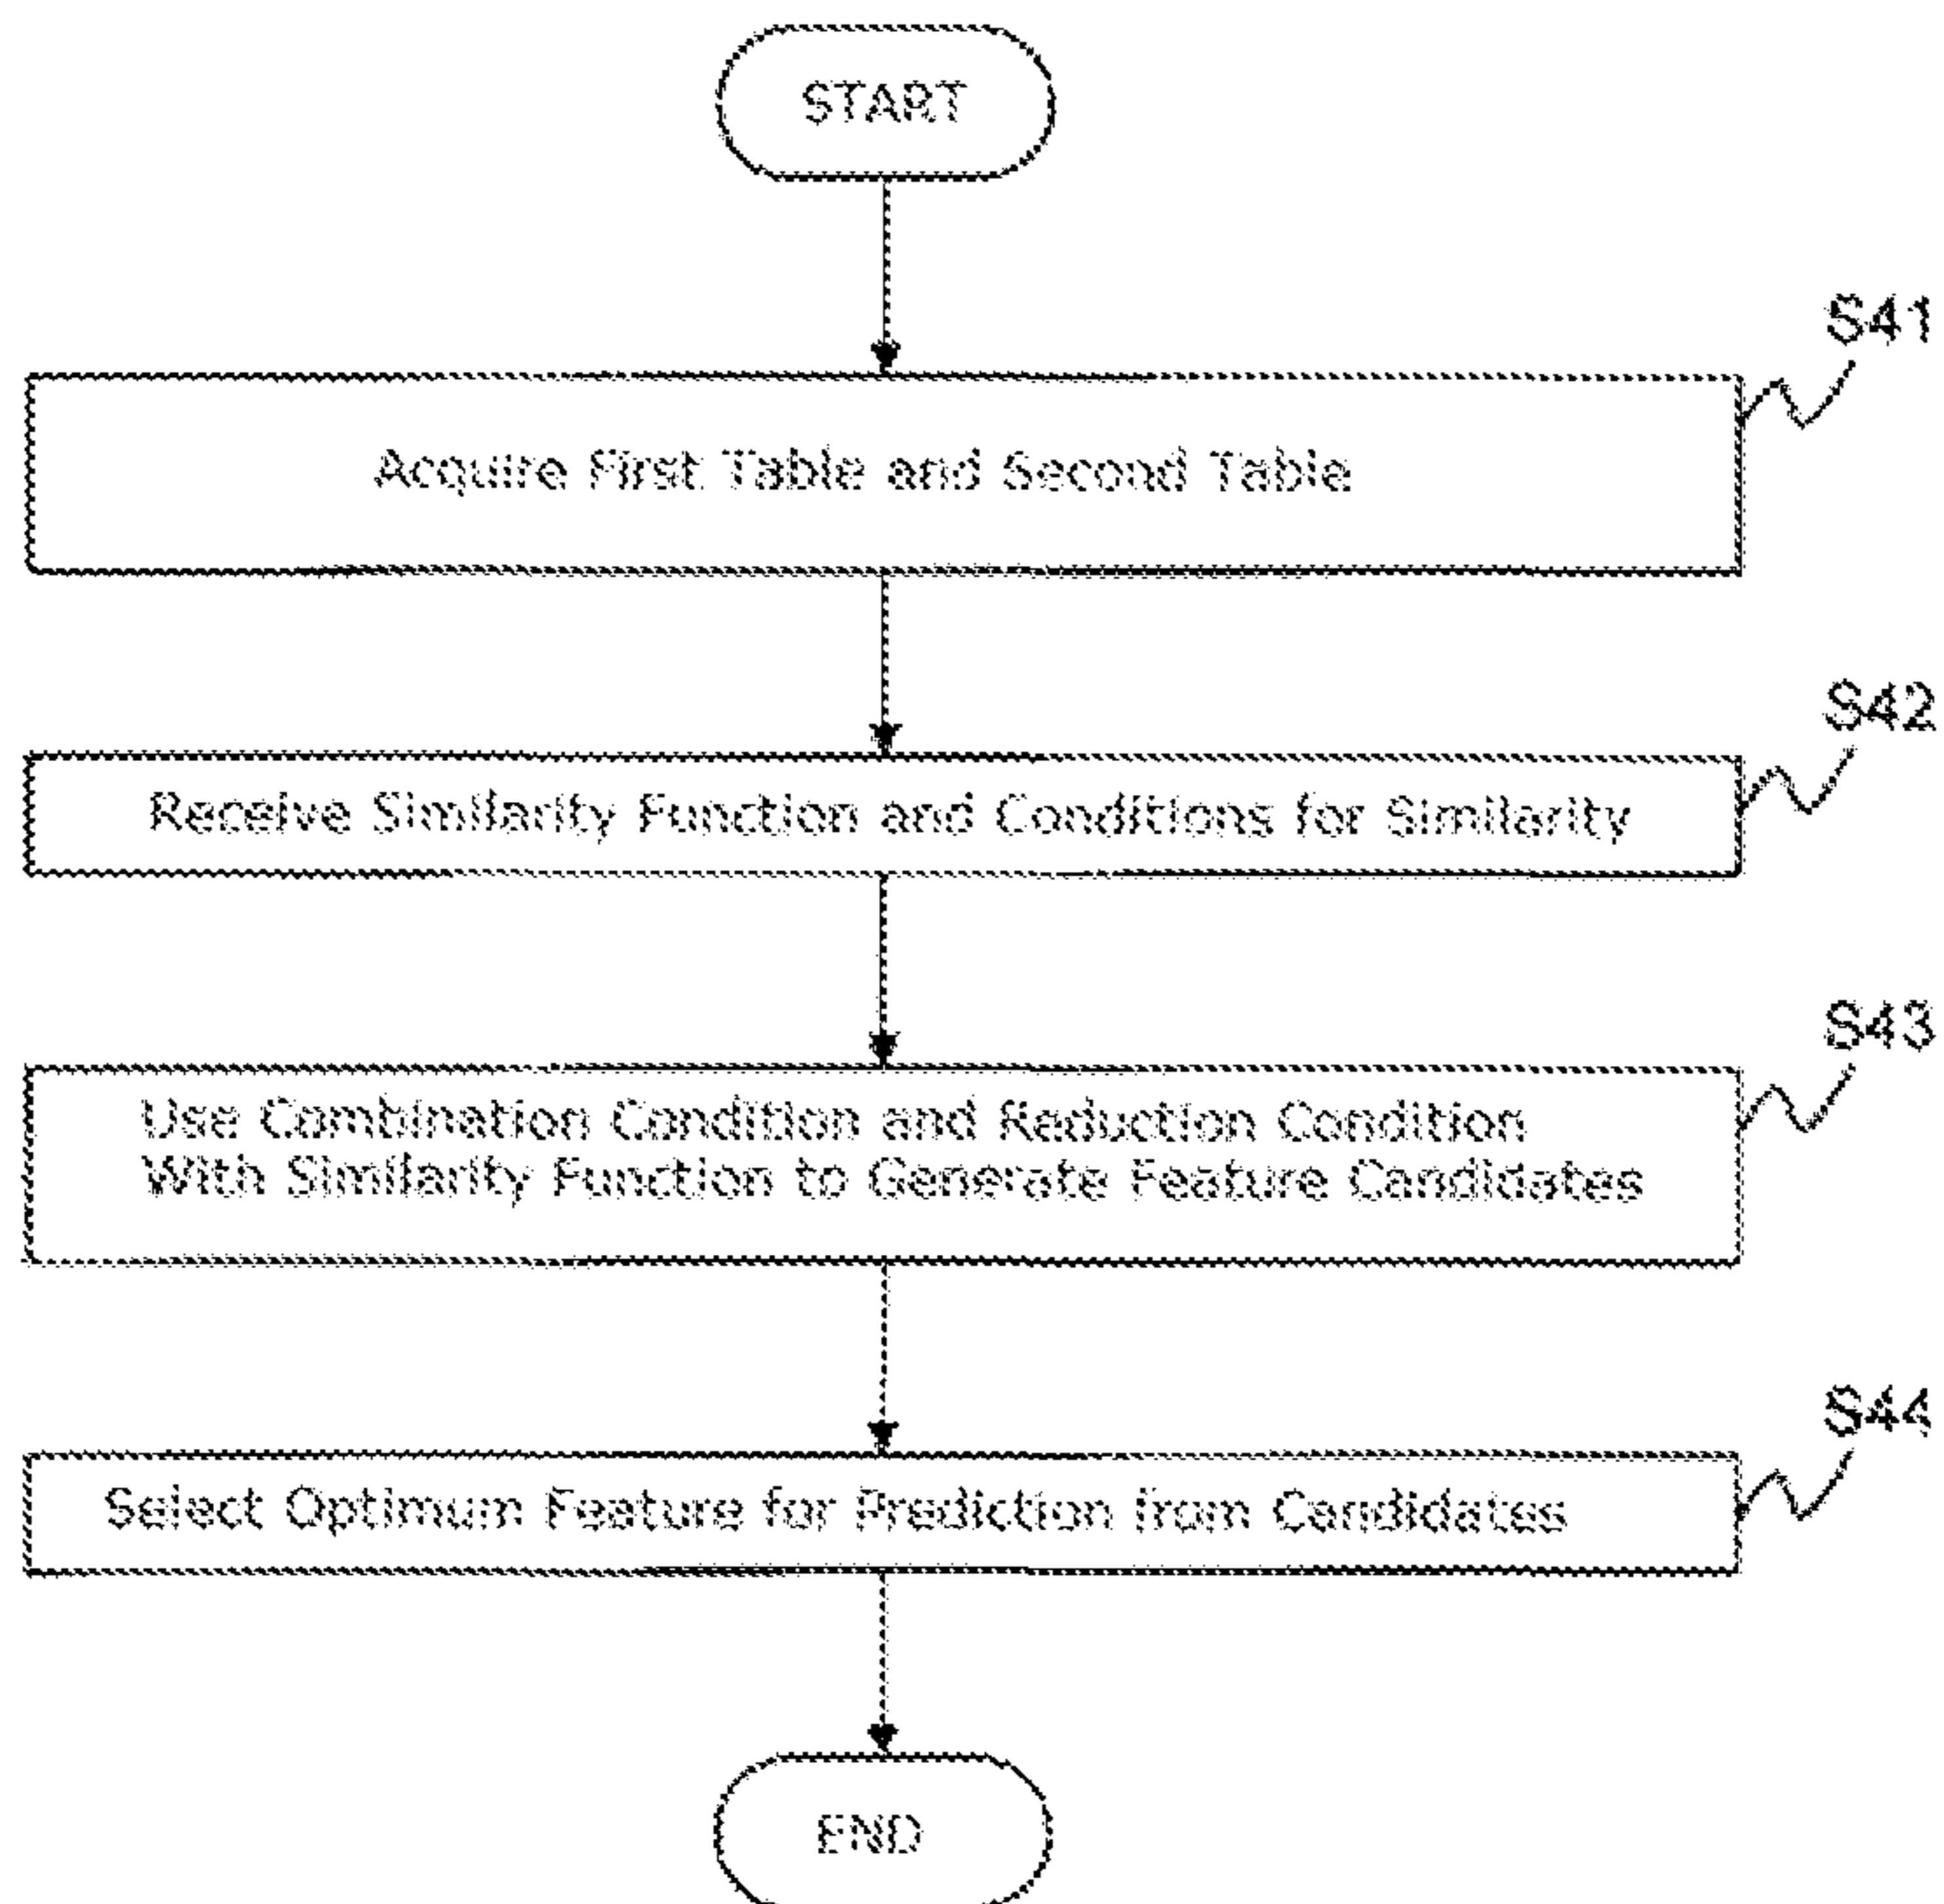 START
S41
Acquire First Table and Second Table
S42
Receive Similarity Function and Conditions for Similarity
S43
Use Combination Condition and Reduction Condition
With Similarity Function to Generate Feature Candidates
S44
Select Optimum Feature for Prediction from Candidates
END